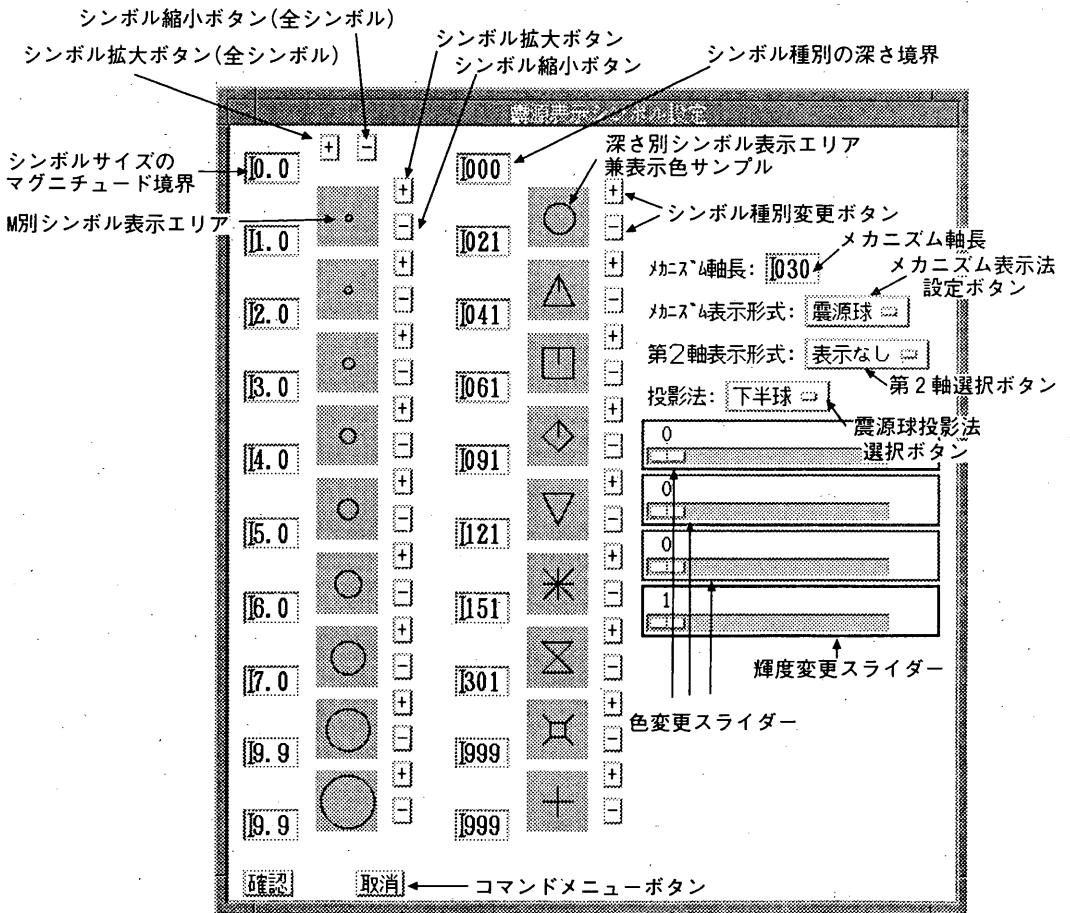 シンボル縮小ボタン(全シンボル)
シンボル拡大ボタン(全シンボル)
シンボル拡大ボタン
シンボル縮小ボタン
シンボル種別の深さ境界
震源表示シンボル設定
シンボルサイズの
マグニチュード境界
M別シンボル表示エリア
深さ別シンボル表示エリア
兼表示色サンプル
シンボル種別変更ボタン
0.0
1.0
2.0
3.0
4.0
5.0
6.0
7.0
9.9
9.9
000
021
041
061
091
121
151
301
999
999
メカニズム軸長
メカニズム軸長: 030
メカニズム表示法
設定ボタン
メカニズム表示形式: 震源球
第2軸表示形式: 表示なし
第2軸選択ボタン
投影法: 下半球
震源球投影法
選択ボタン
0
0
0
1
輝度変更スライダー
色変更スライダー
確認
取消
コマンドメニューボタン